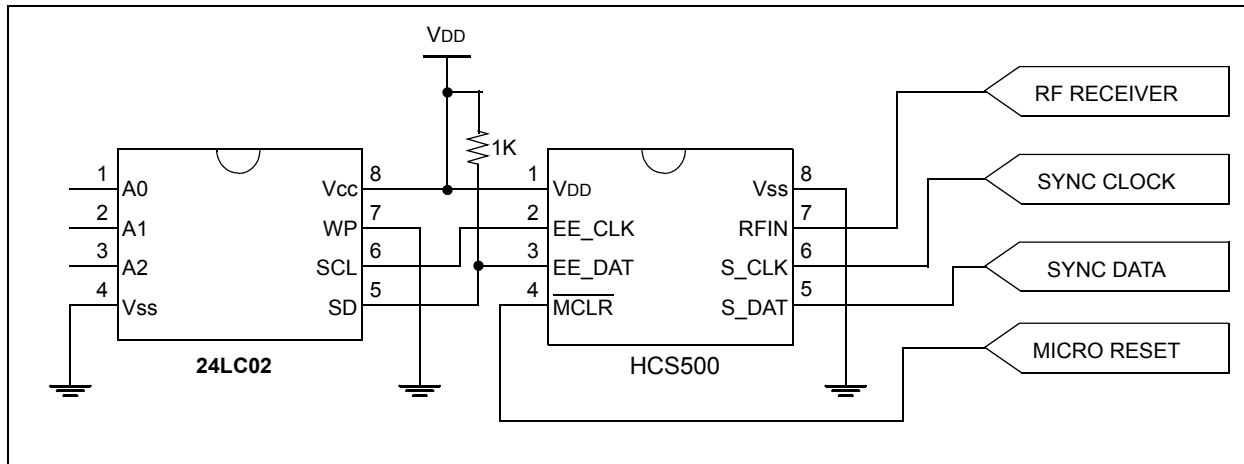 VDD
1K
1
A0
2
A1
3
A2
4
Vss
8
Vcc
7
WP
6
SCL
5
SD
24LC02
1
VDD
2
EE_CLK
3
EE_DAT
4
MCLR
8
Vss
7
RFIN
6
S_CLK
5
S_DAT
HCS500
RF RECEIVER
SYNC CLOCK
SYNC DATA
MICRO RESET